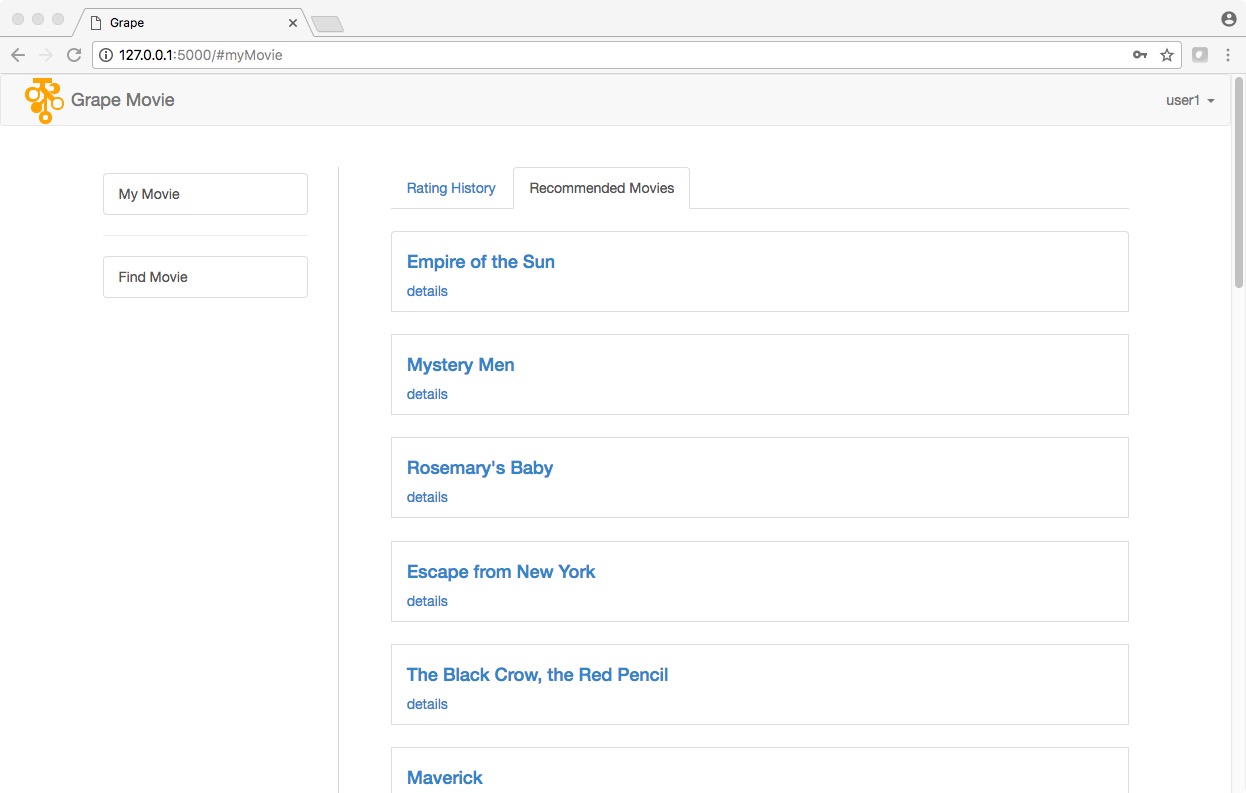 Grape
127.0.0.1:5000/#myMovie
Grape Movie
user1
My Movie
Find Movie
Rating History
Recommended Movies
Empire of the Sun
details
Mystery Men
details
Rosemary's Baby
details
Escape from New York
details
The Black Crow, the Red Pencil
details
Maverick